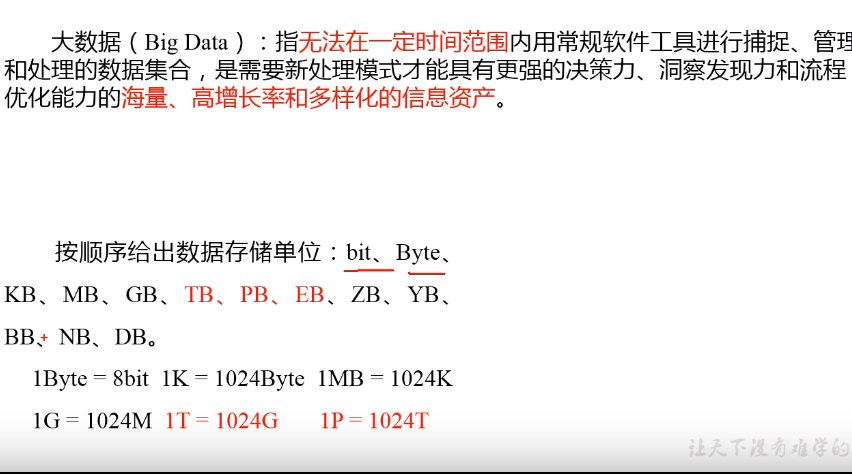 大数据（Big Data）：指无法在一定时间范围内用常规软件工具进行捕捉、管理
和处理的数据集合，是需要新处理模式才能具有更强的决策力、洞察发现力和流程
优化能力的海量、高增长率和多样化的信息资产。
按顺序给出数据存储单位：bit、Byte、
KB、MB、GB、TB、PB、EB、ZB、YB、
BB、NB、DB。
1Byte = 8bit 1K = 1024Byte 1MB = 1024K
1G = 1024M 1T = 1024G 1P = 1024T
让天下没有难学的